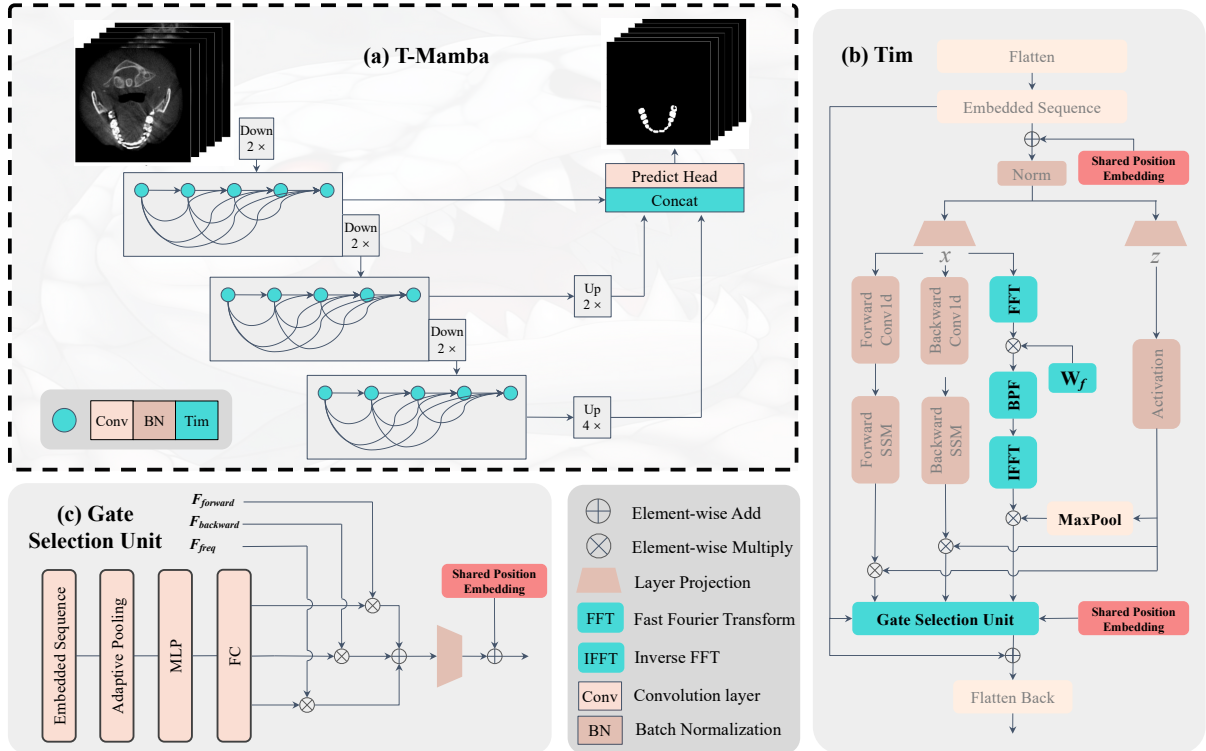 (a) T-Mamba
Down
2 ×
Predict Head
Concat
Down
2 ×
Up
2 ×
Down
2 ×
Up
4 ×
Conv
BN
Tim
(b) Tim
Flatten
Embedded Sequence
Shared Position
Embedding
Norm
x
z
Forward
Conv1d
Backward
Conv1d
FFT
W_f
BPF
Activation
Forward
SSM
Backward
SSM
IFFT
MaxPool
Gate Selection Unit
Shared Position
Embedding
Flatten Back
(c) Gate
Selection Unit
F_forward
F_backward
F_freq
Embedded Sequence
Adaptive Pooling
MLP
FC
Shared Position
Embedding
Element-wise Add
Element-wise Multiply
Layer Projection
FFT
Fast Fourier Transform
IFFT
Inverse FFT
Conv
Convolution layer
BN
Batch Normalization